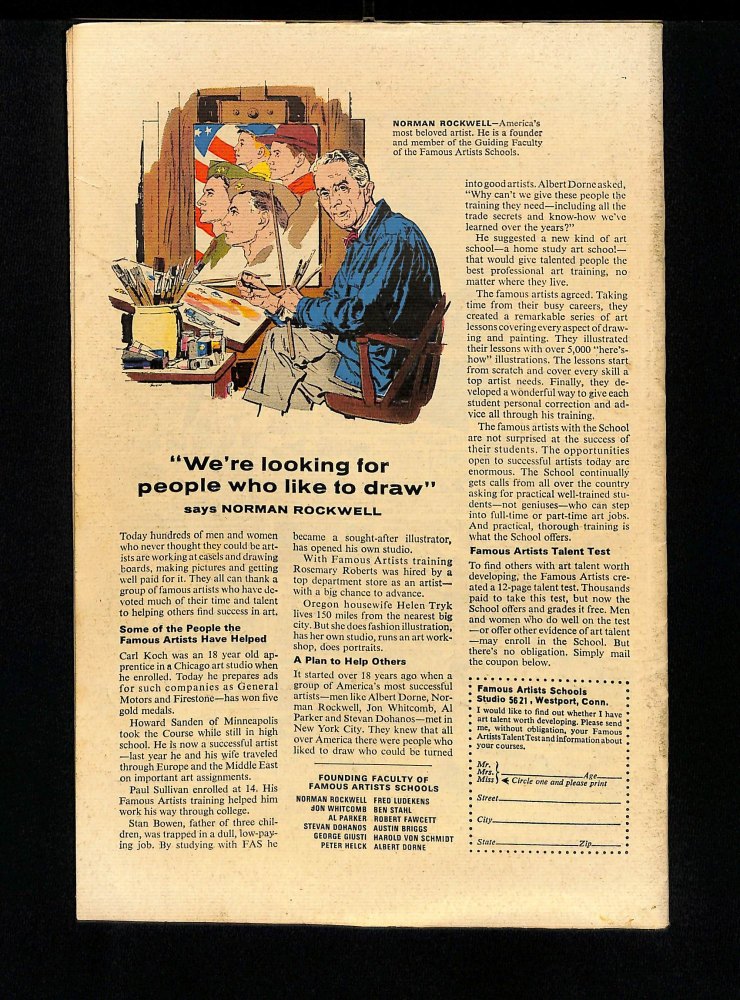 NORMAN ROCKWELL—America's
most beloved artist. He is a founder
and member of the Guiding Faculty
of the Famous Artists Schools.
"We're looking for
people who like to draw"
says NORMAN ROCKWELL
Today hundreds of men and women
who never thought they could be art-
ists are working at easels and drawing
boards, making pictures and getting
well paid for it. They all can thank a
group of famous artists who have de-
voted much of their time and talent
to helping others find success in art.
Some of the People the
Famous Artists Have Helped
Carl Koch was an 18 year old ap-
prentice in a Chicago art studio when
he enrolled. Today he prepares ads
for such companies as General
Motors and Firestone—has won five
gold medals.
Howard Sanden of Minneapolis
took the Course while still in high
school. He is now a successful artist
—last year he and his wife traveled
through Europe and the Middle East
on important art assignments.
Paul Sullivan enrolled at 14. His
Famous Artists training helped him
work his way through college.
Stan Bowen, father of three chil-
dren, was trapped in a dull, low-pay-
ing job. By studying with FAS he
became a sought-after illustrator,
has opened his own studio.
With Famous Artists training
Rosemary Roberts was hired by a
top department store as an artist—
with a big chance to advance.
Oregon housewife Helen Tryk
lives 150 miles from the nearest big
city. But she does fashion illustration,
has her own studio, runs an art work-
shop, does portraits.
A Plan to Help Others
It started over 18 years ago when a
group of America's most successful
artists—men like Albert Dorne, Nor-
man Rockwell, Jon Whitcomb, Al
Parker and Stevan Dohanos—met in
New York City. They knew that all
over America there were people who
liked to draw who could be turned
FOUNDING FACULTY OF
FAMOUS ARTISTS SCHOOLS
NORMAN ROCKWELL FRED LUDEKENS
JON WHITCOMB BEN STAHL
AL PARKER ROBERT FAWCETT
STEVAN DOHANOS AUSTIN BRIGGS
GEORGE GIUSTI HAROLD VON SCHMIDT
PETER HELCK ALBERT DORNE
into good artists. Albert Dorne asked,
"Why can't we give these people the
training they need—including all the
trade secrets and know-how we've
learned over the years?"
He suggested a new kind of art
school—a home study art school—
that would give talented people the
best professional art training, no
matter where they live.
The famous artists agreed. Taking
time from their busy careers, they
created a remarkable series of art
lessons covering every aspect of draw-
ing and painting. They illustrated
their lessons with over 5,000 "here's-
how" illustrations. The lessons start
from scratch and cover every skill a
top artist needs. Finally, they de-
veloped a wonderful way to give each
student personal correction and ad-
vice all through his training.
The famous artists with the School
are not surprised at the success of
their students. The opportunities
open to successful artists today are
enormous. The School continually
gets calls from all over the country
asking for practical well-trained stu-
dents—not geniuses—who can step
into full-time or part-time art jobs.
And practical, thorough training is
what the School offers.
Famous Artists Talent Test
To find others with art talent worth
developing, the Famous Artists cre-
ated a 12-page talent test. Thousands
paid to take this test, but now the
School offers and grades it free. Men
and women who do well on the test
—or offer other evidence of art talent
—may enroll in the School. But
there's no obligation. Simply mail
the coupon below.
Famous Artists Schools
Studio 5621, Westport, Conn.
I would like to find out whether I have
art talent worth developing. Please send
me, without obligation, your Famous
Artists Talent Test and information about
your courses.
Mr.
Mrs. Age
Miss Circle one and please print
Street
City
State Zip